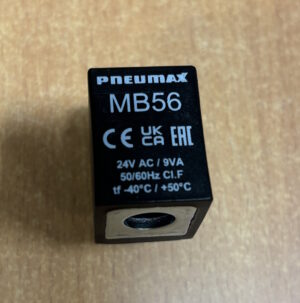 PNEUMAX
MB56
CE UK CA EAC
24V AC / 9VA
50/60Hz Cl.F
tf -40°C / +50°C